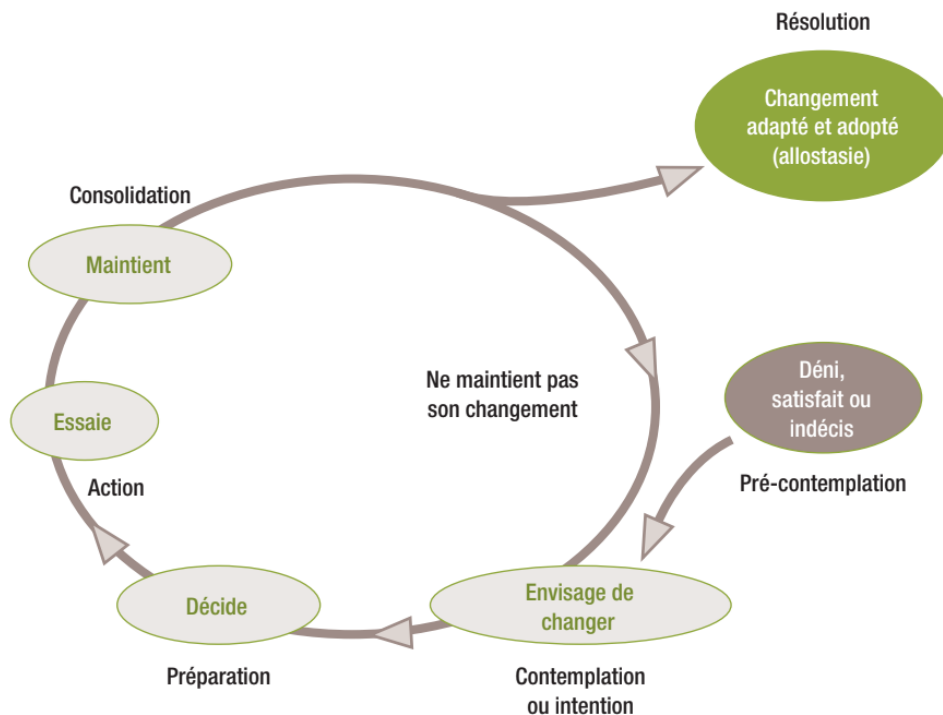 Résolution
Changement
adapté et adopté
(allostasie)
Consolidation
Maintient
Ne maintient pas
son changement
Déni,
satisfait ou
indécis
Essaie
Action
Pré-contemplation
Décide
Envisage de
changer
Préparation
Contemplation
ou intention